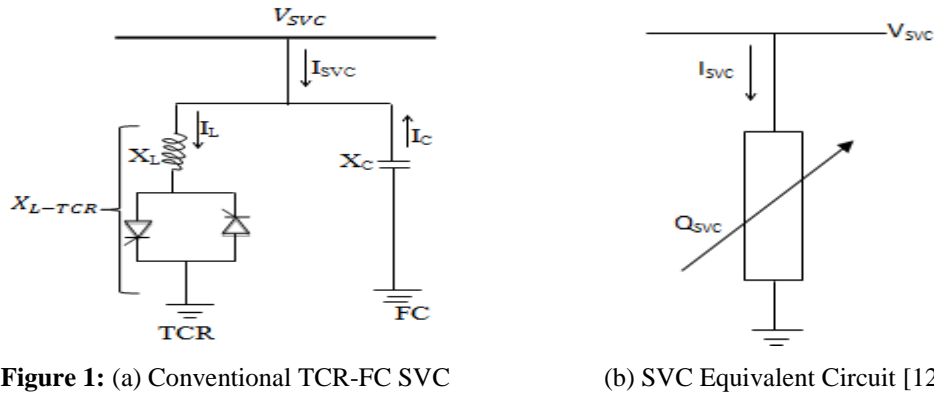 V_SVC
I_SVC
I_L
X_L
I_C
X_C
X_{L-TCR}
TCR
FC
V_SVC
I_SVC
Q_SVC
Figure 1: (a) Conventional TCR-FC SVC
(b) SVC Equivalent Circuit [12